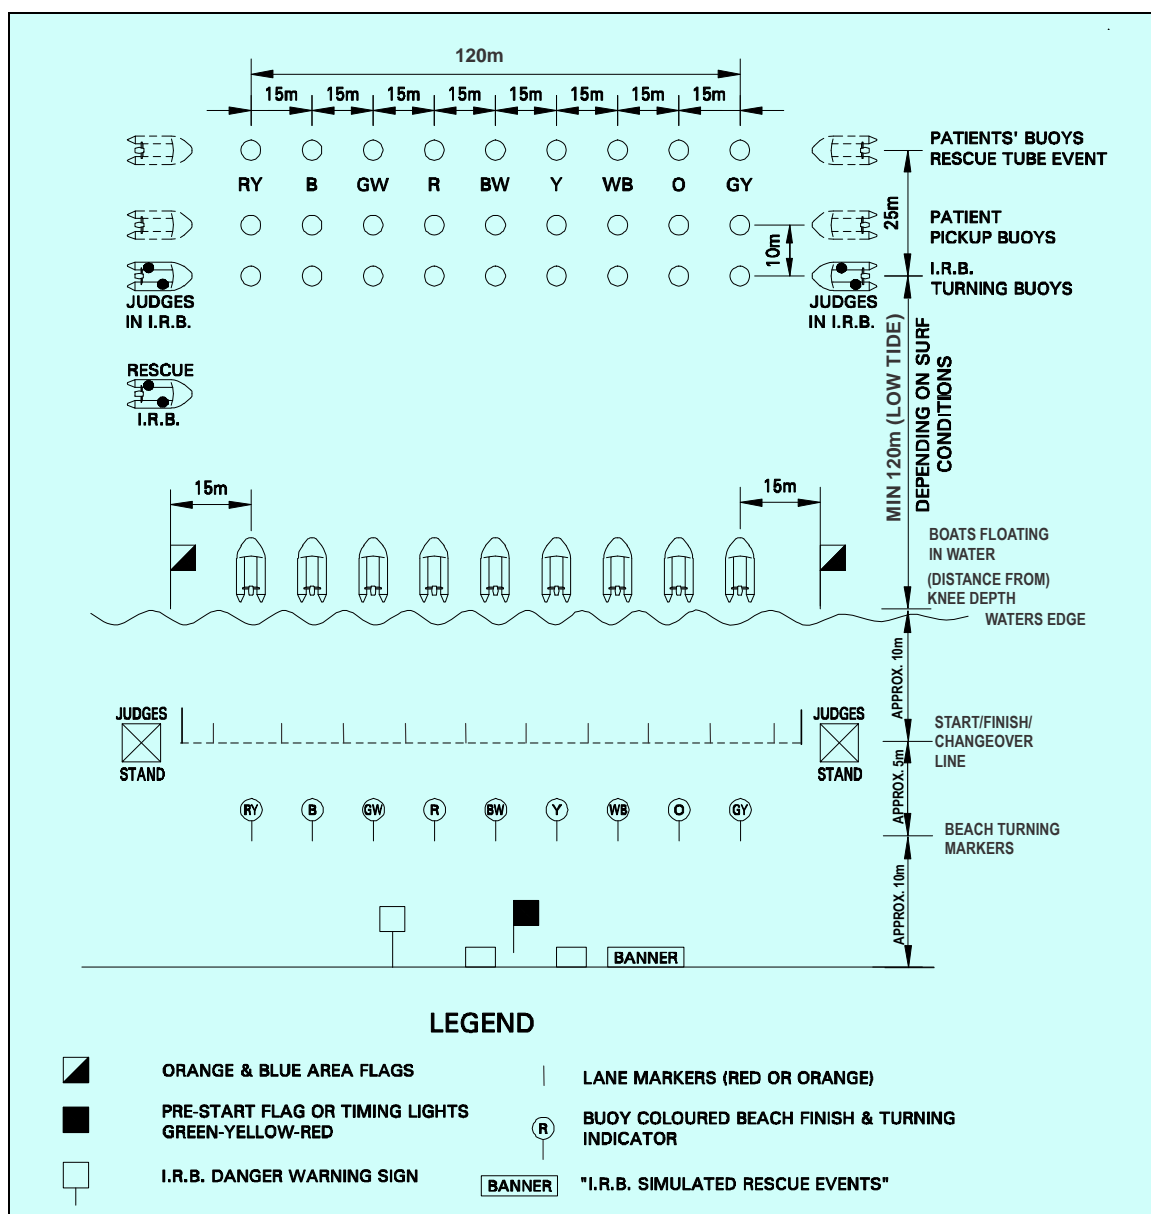 120m
15m 15m 15m 15m 15m 15m 15m 15m
PATIENTS' BUOYS
RESCUE TUBE EVENT
RY B GW R BW Y WB O GY
25m
PATIENT
PICKUP BUOYS
10m
I.R.B.
TURNING BUOYS
JUDGES
IN I.R.B.
JUDGES
IN I.R.B.
RESCUE
I.R.B.
MIN 120m (LOW TIDE)
DEPENDING ON SURF
CONDITIONS
15m 15m
BOATS FLOATING
IN WATER
(DISTANCE FROM)
KNEE DEPTH
WATERS EDGE
APPROX. 10m
JUDGES
STAND
JUDGES
STAND
START/FINISH/
CHANGEOVER
LINE
APPROX. 5m
RY B GW R BW Y WB O GY
BEACH TURNING
MARKERS
APPROX. 10m
BANNER
LEGEND
ORANGE & BLUE AREA FLAGS
PRE-START FLAG OR TIMING LIGHTS
GREEN-YELLOW-RED
I.R.B. DANGER WARNING SIGN
LANE MARKERS (RED OR ORANGE)
R
BUOY COLOURED BEACH FINISH & TURNING
INDICATOR
BANNER
"I.R.B. SIMULATED RESCUE EVENTS"